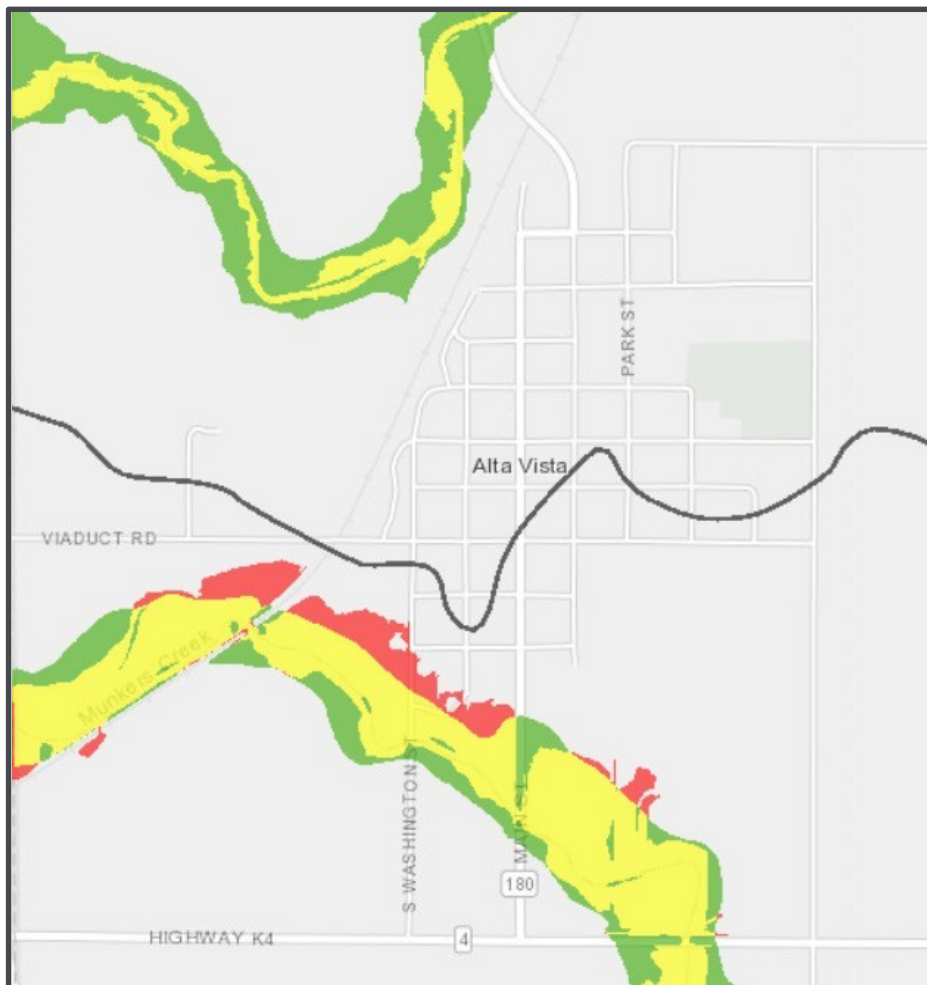 PARK ST
Alta Vista
VIADUCT RD
Munkers Creek
S WASHINGTON ST
MAIN ST
180
HIGHWAY K4
4